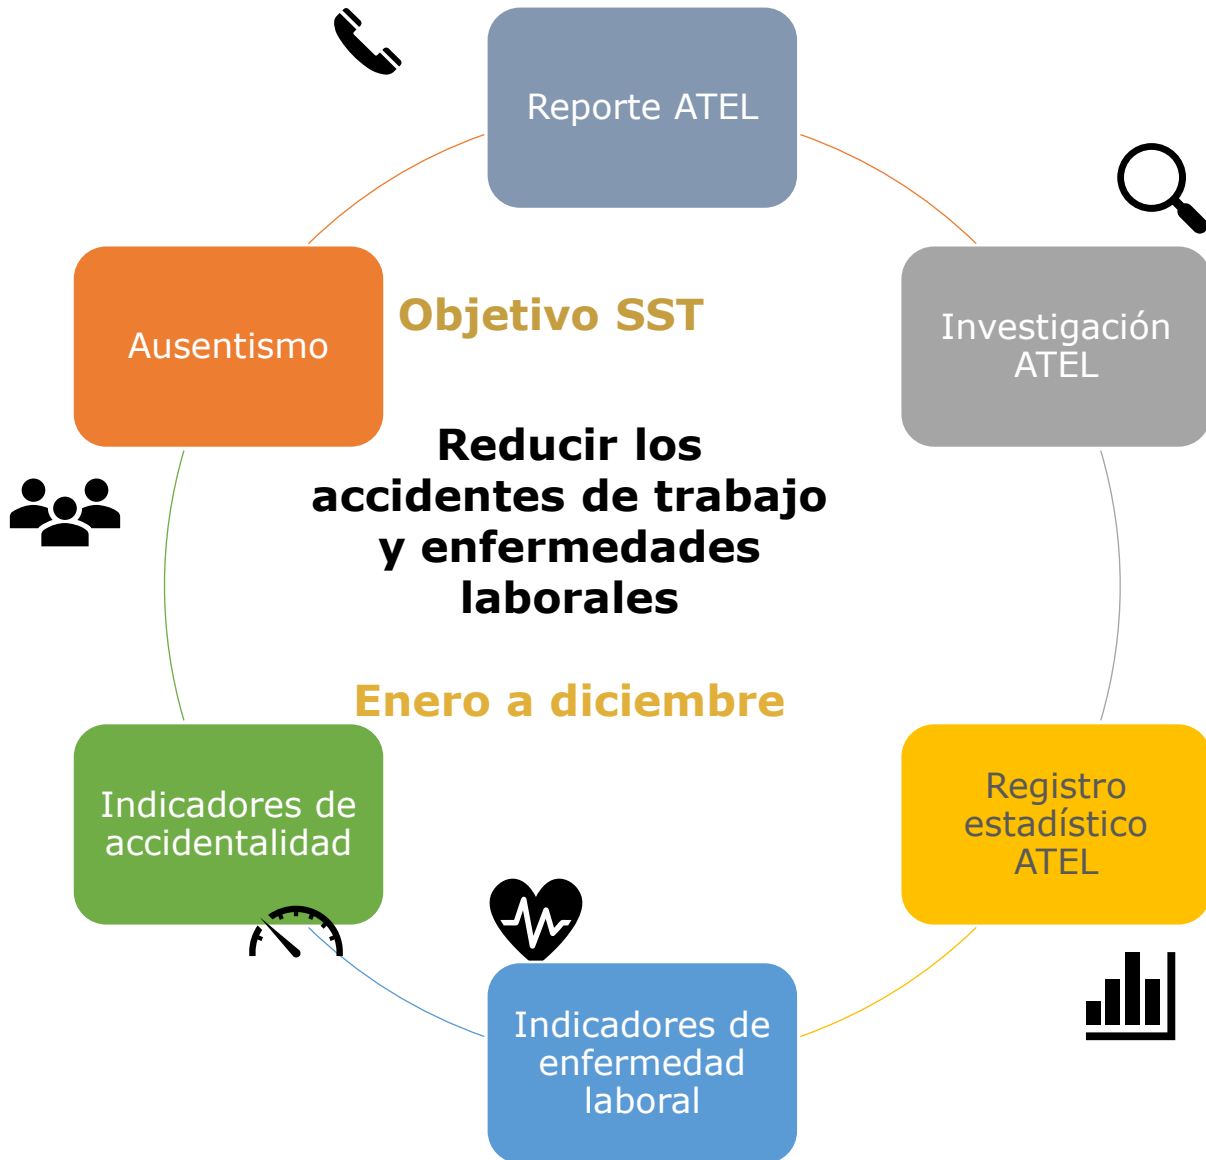 Reporte ATEL
Investigación
ATEL
Registro
estadístico
ATEL
Indicadores de
enfermedad
laboral
Indicadores de
accidentalidad
Ausentismo
Objetivo SST
Reducir los
accidentes de trabajo
y enfermedades
laborales
Enero a diciembre